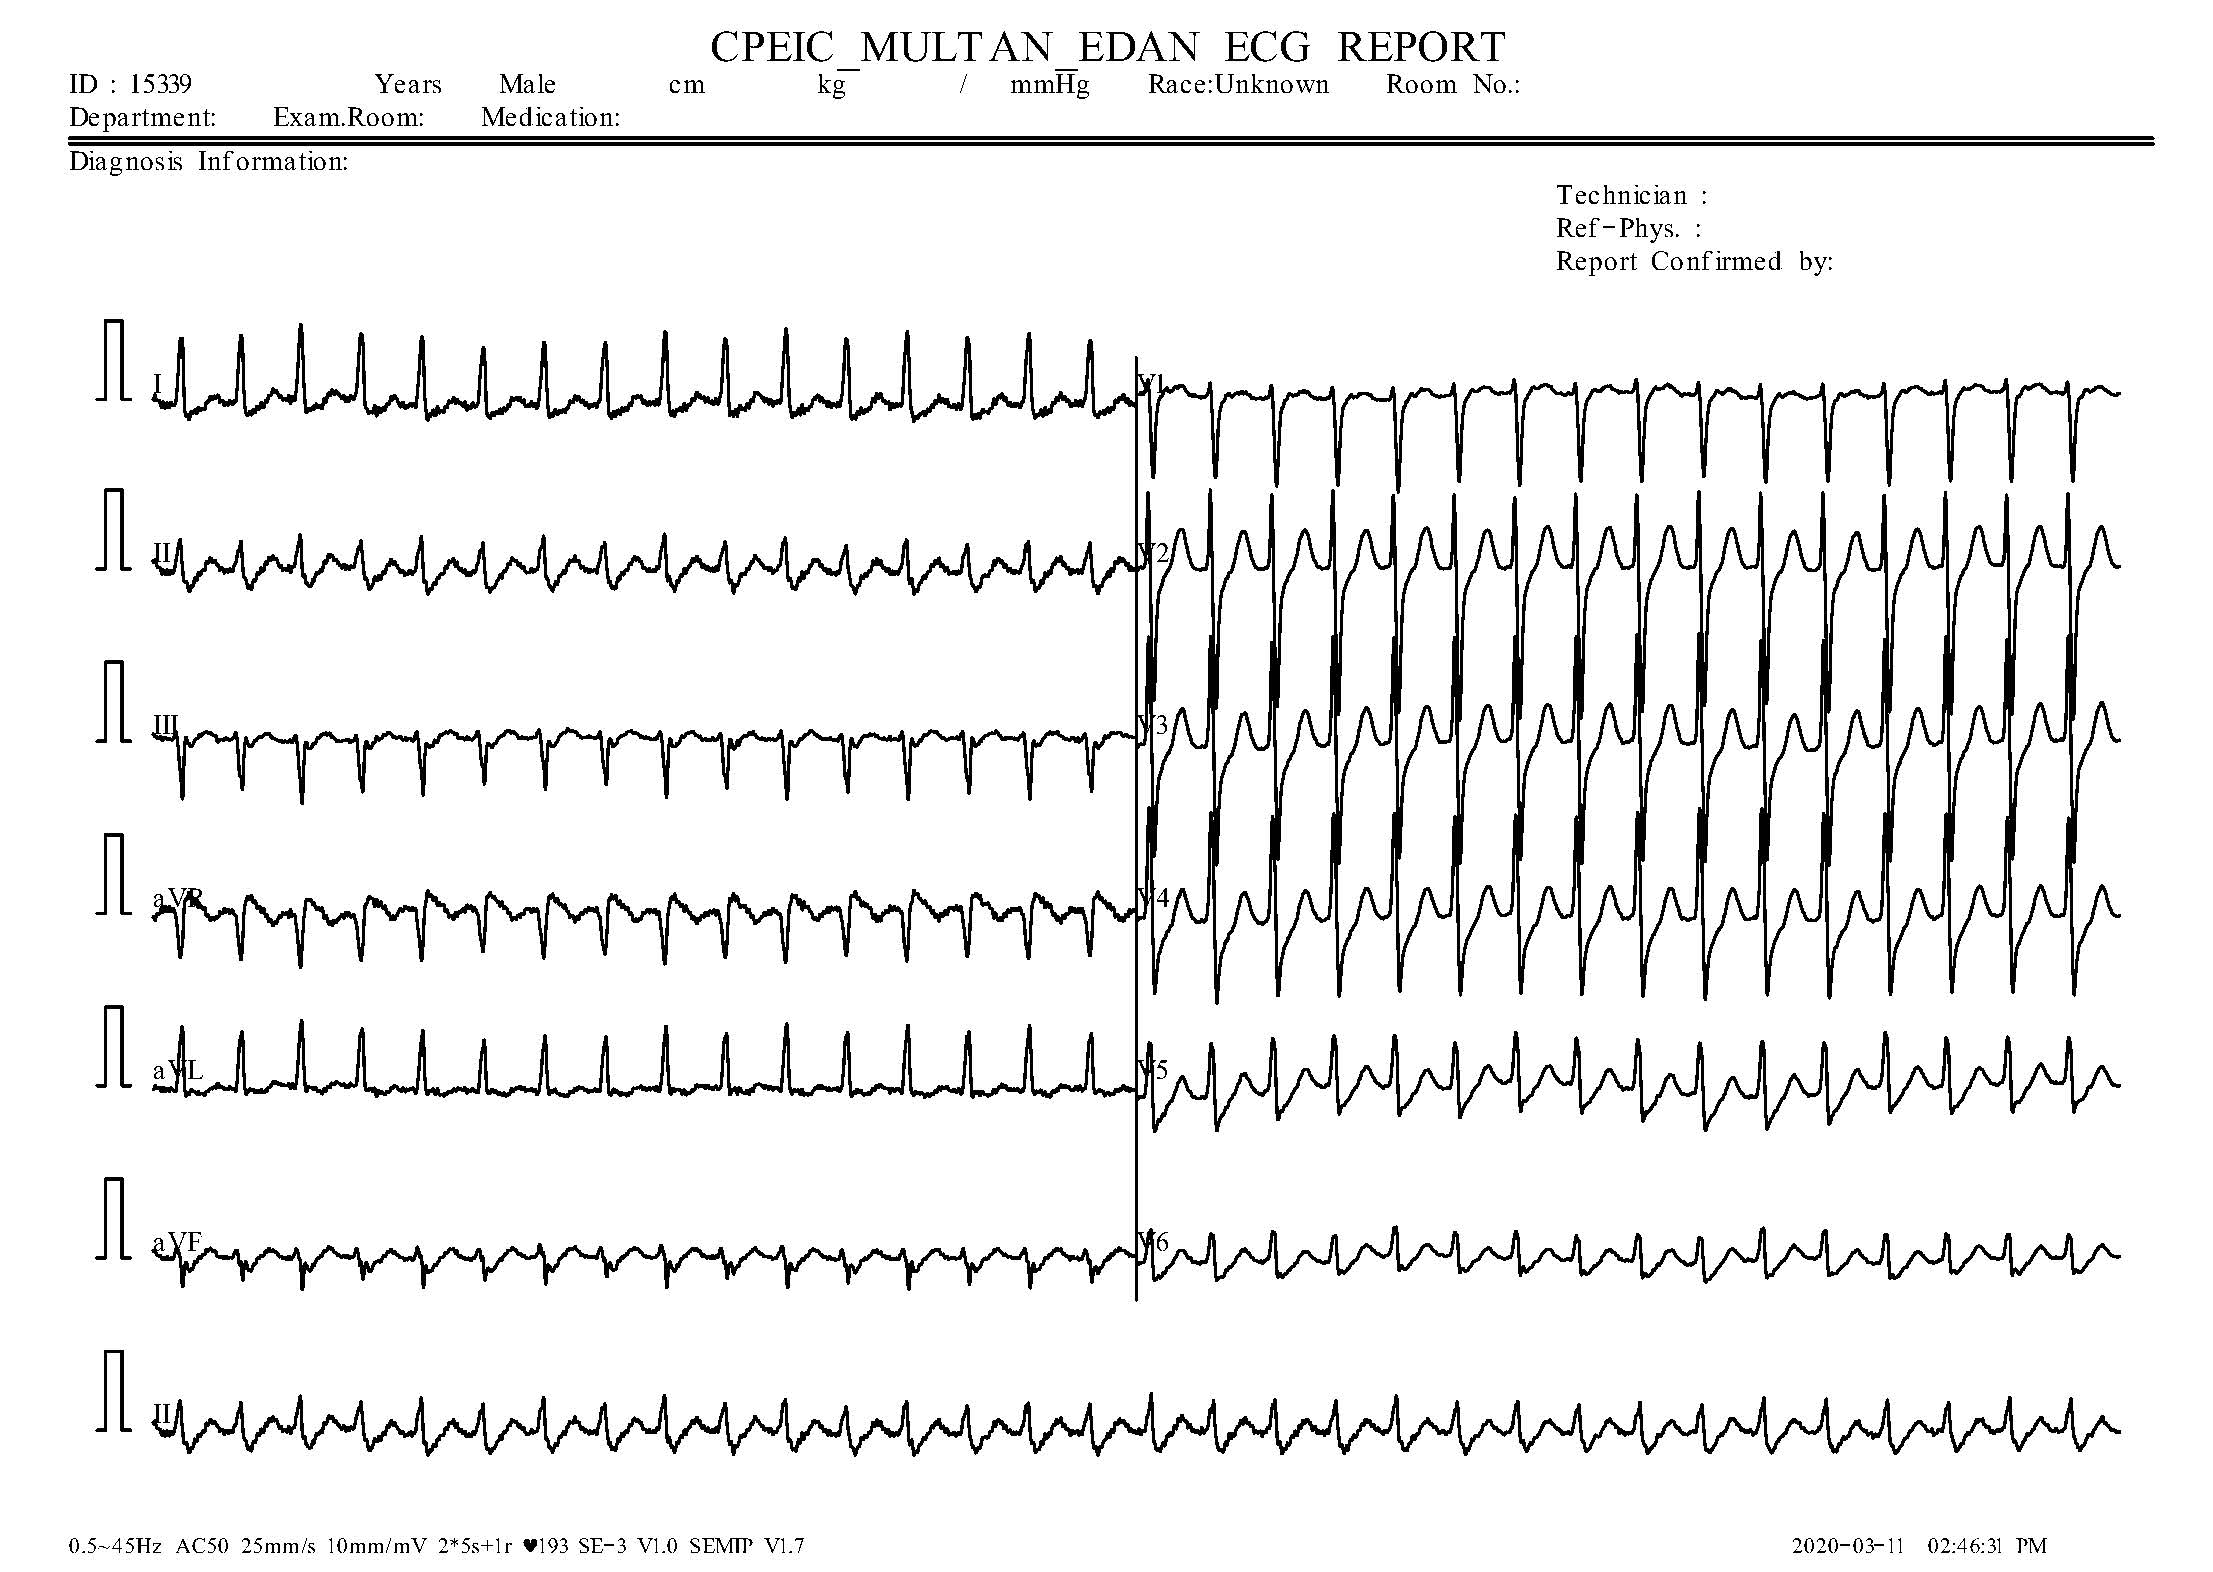 CPEIC_MULTAN_EDAN ECG REPORT
ID : 15339 Years Male cm kg / mmHg Race:Unknown Room No.:
Department: Exam.Room: Medication:
Diagnosis Information:
Technician :
Ref-Phys. :
Report Confirmed by:
I
V1
II
V2
III
V3
aVR
V4
aVL
V5
aVF
V6
II
0.5~45Hz AC50 25mm/s 10mm/mV 2*5s+1r ♥193 SE-3 V1.0 SEMIP V1.7
2020-03-11 02:46:31 PM